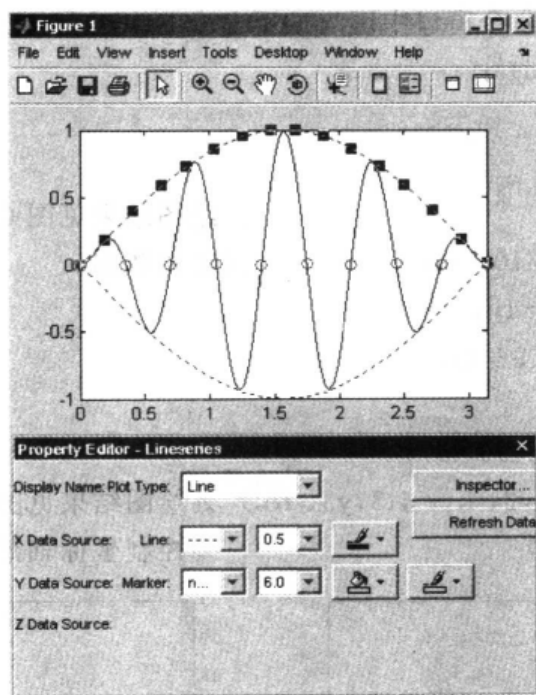 Figure 1
File Edit View Insert Tools Desktop Window Help
1
0.5
0
-0.5
-1
0 0.5 1 1.5 2 2.5 3
Property Editor - Lineseries
Display Name: Plot Type: Line Inspector...
X Data Source: Line: 0.5 Refresh Data
Y Data Source: Marker: n... 6.0
Z Data Source: